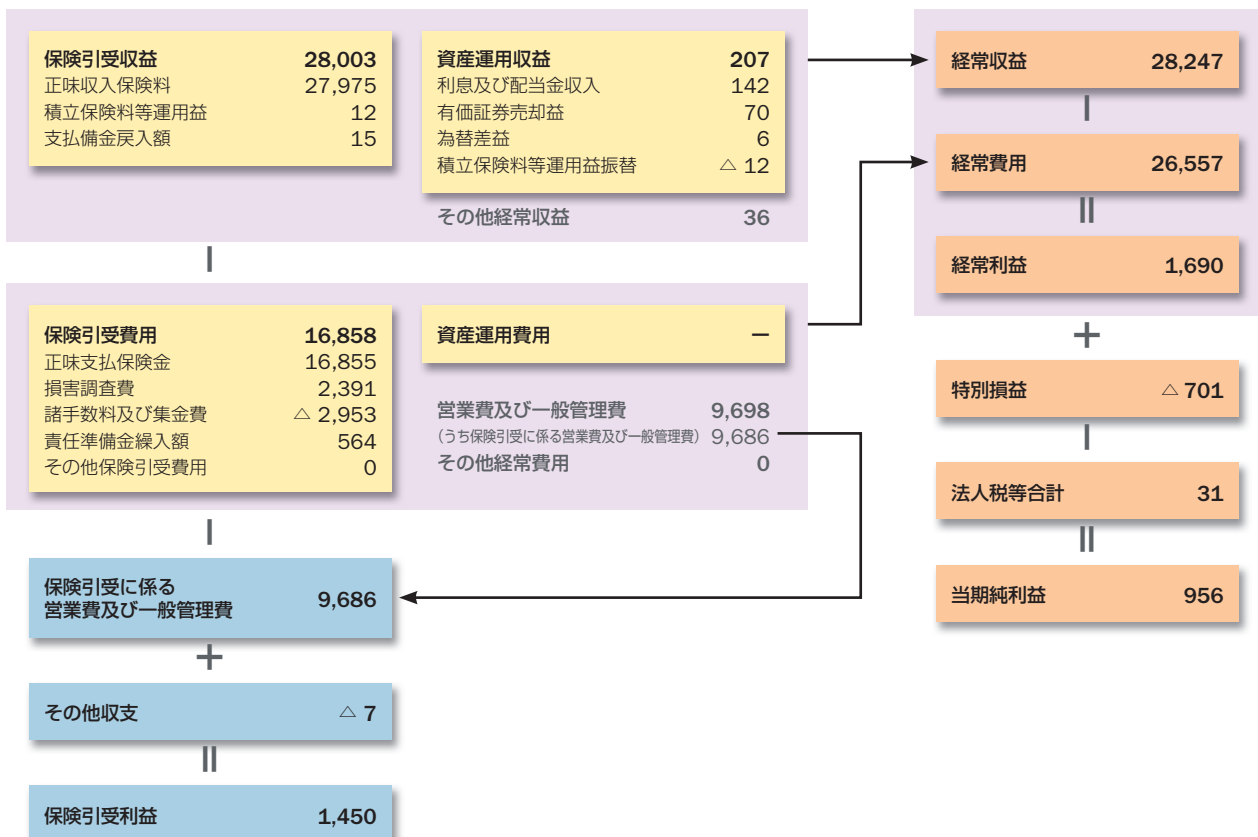 保険引受収益 28,003
正味収入保険料 27,975
積立保険料等運用益 12
支払備金戻入額 15
資産運用収益 207
利息及び配当金収入 142
有価証券売却益 70
為替差益 6
積立保険料等運用益振替 △ 12
その他経常収益 36
経常収益 28,247
経常費用 26,557
経常利益 1,690
保険引受費用 16,858
正味支払保険金 16,855
損害調査費 2,391
諸手数料及び集金費 △ 2,953
責任準備金繰入額 564
その他保険引受費用 0
資産運用費用 ー
営業費及び一般管理費 9,698
(うち保険引受に係る営業費及び一般管理費) 9,686
その他経常費用 0
特別損益 △ 701
法人税等合計 31
当期純利益 956
保険引受に係る
営業費及び一般管理費 9,686
その他収支 △ 7
保険引受利益 1,450